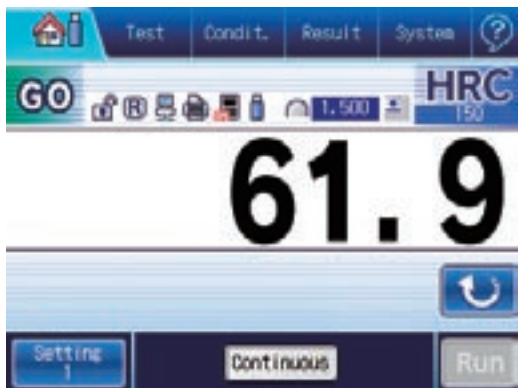 Test Condit. Result System ?
GO R 1.500 HRC
150
61.9
Setting
1
Continuous
Run